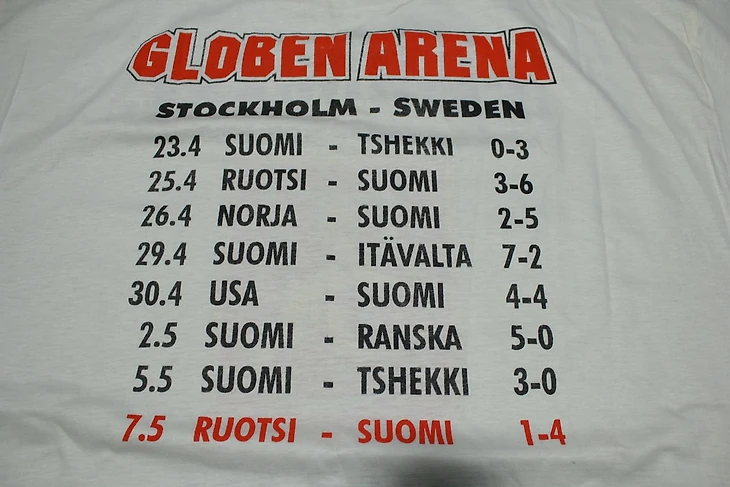 GLOBEN ARENA
STOCKHOLM - SWEDEN
23.4 SUOMI - TSHEKKI 0-3
25.4 RUOTSI - SUOMI 3-6
26.4 NORJA - SUOMI 2-5
29.4 SUOMI - ITÄVALTA 7-2
30.4 USA - SUOMI 4-4
2.5 SUOMI - RANSKA 5-0
5.5 SUOMI - TSHEKKI 3-0
7.5 RUOTSI - SUOMI 1-4